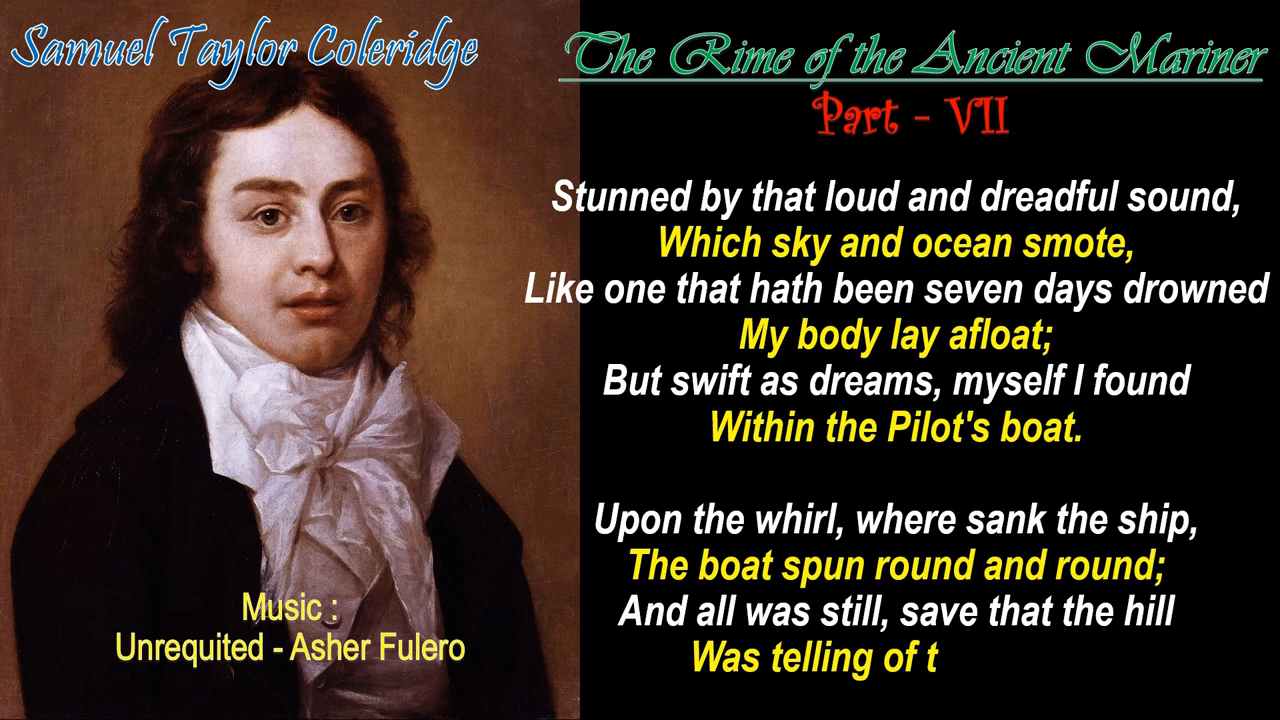 Samuel Taylor Coleridge
The Rime of the Ancient Mariner
Part - VII
Stunned by that loud and dreadful sound,
Which sky and ocean smote,
Like one that hath been seven days drowned
My body lay afloat;
But swift as dreams, myself I found
Within the Pilot's boat.
Upon the whirl, where sank the ship,
The boat spun round and round;
And all was still, save that the hill
Was telling of t
Music :
Unrequited - Asher Fulero